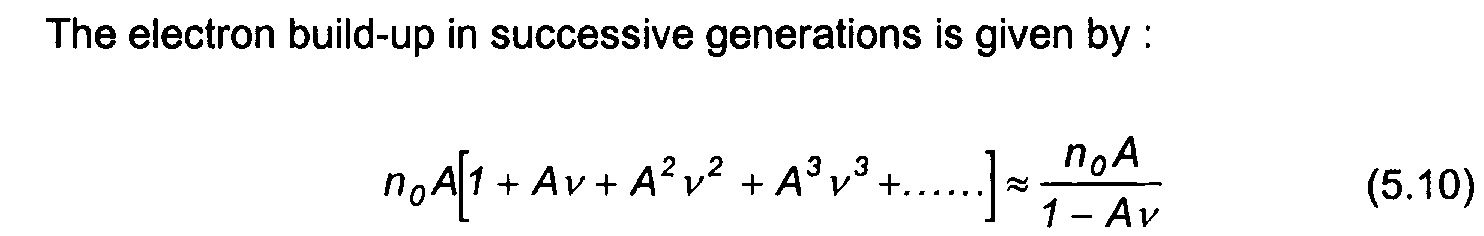 The electron build-up in successive generations is given by :
n₀A[1 + Aν + A²ν² + A³ν³ +......] ≈ n₀A / 1 − Aν (5.10)